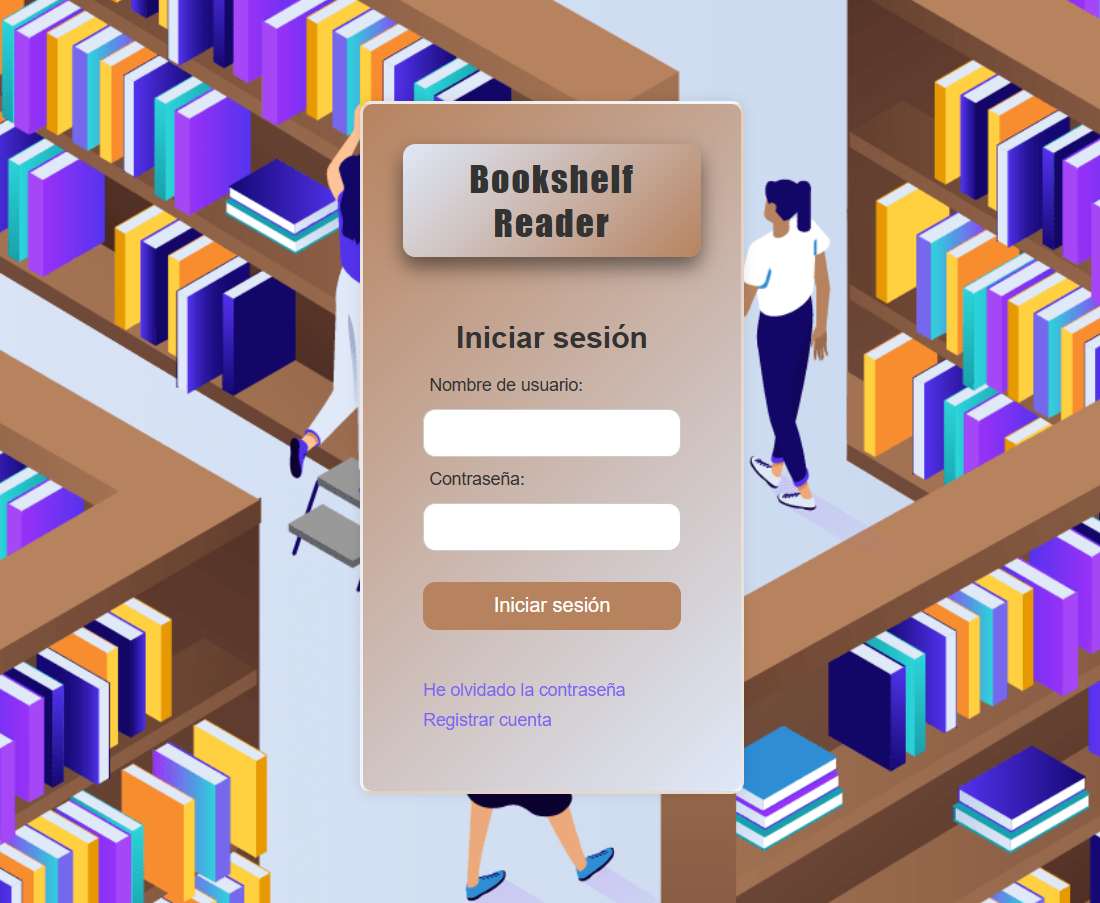 Bookshelf
Reader
Iniciar sesión
Nombre de usuario:
Contraseña:
Iniciar sesión
He olvidado la contraseña
Registrar cuenta